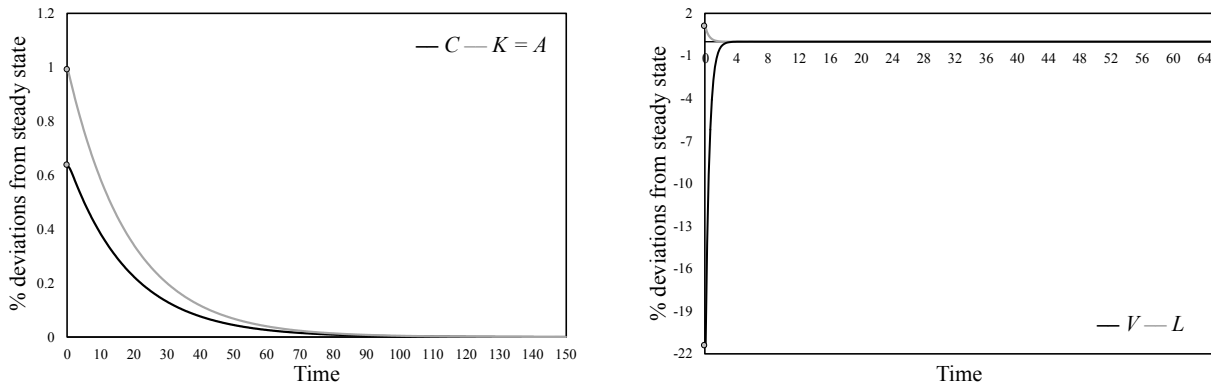 % deviations from steady state
1.2
1
0.8
0.6
0.4
0.2
0
C K = A
0 10 20 30 40 50 60 70 80 90 100 110 120 130 140 150
Time
% deviations from steady state
2
-1
-4
-7
-10
-13
-16
-19
-22
0 4 8 12 16 20 24 28 32 36 40 44 48 52 56 60 64
V L
Time